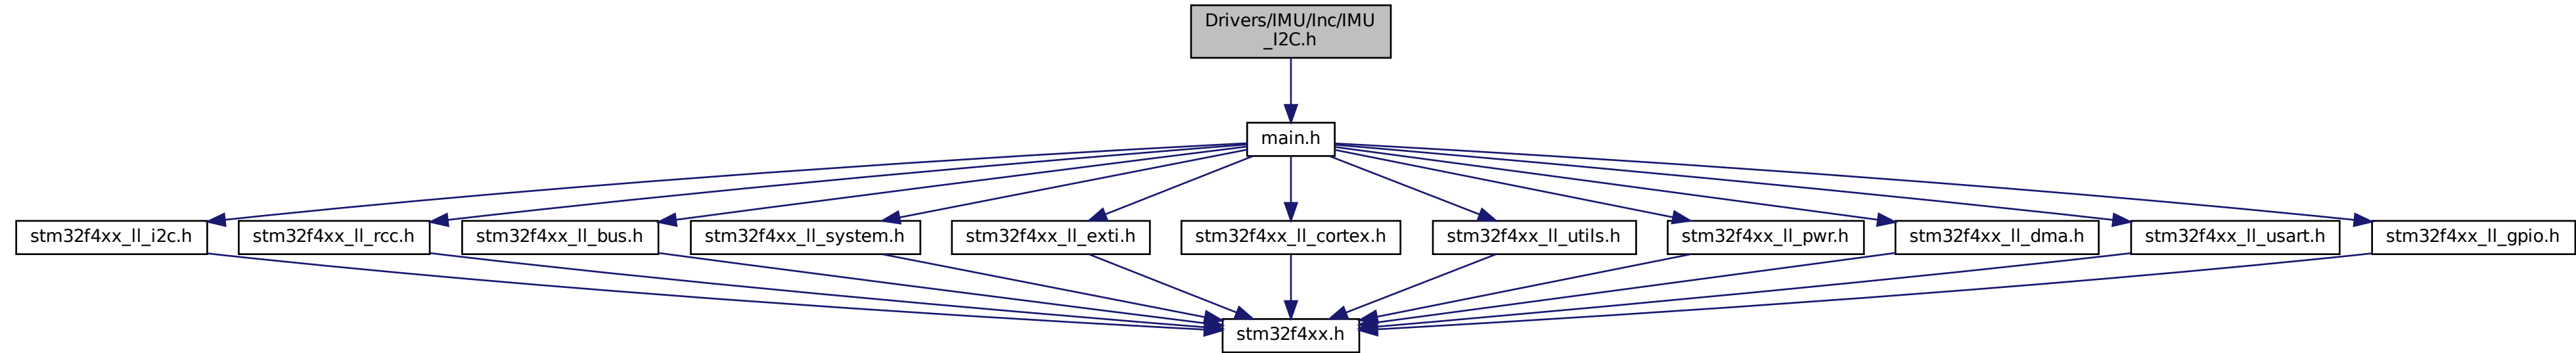 Drivers/IMU/Inc/IMU
_I2C.h
main.h
stm32f4xx_ll_i2c.h
stm32f4xx_ll_rcc.h
stm32f4xx_ll_bus.h
stm32f4xx_ll_system.h
stm32f4xx_ll_exti.h
stm32f4xx_ll_cortex.h
stm32f4xx_ll_utils.h
stm32f4xx_ll_pwr.h
stm32f4xx_ll_dma.h
stm32f4xx_ll_usart.h
stm32f4xx_ll_gpio.h
stm32f4xx.h